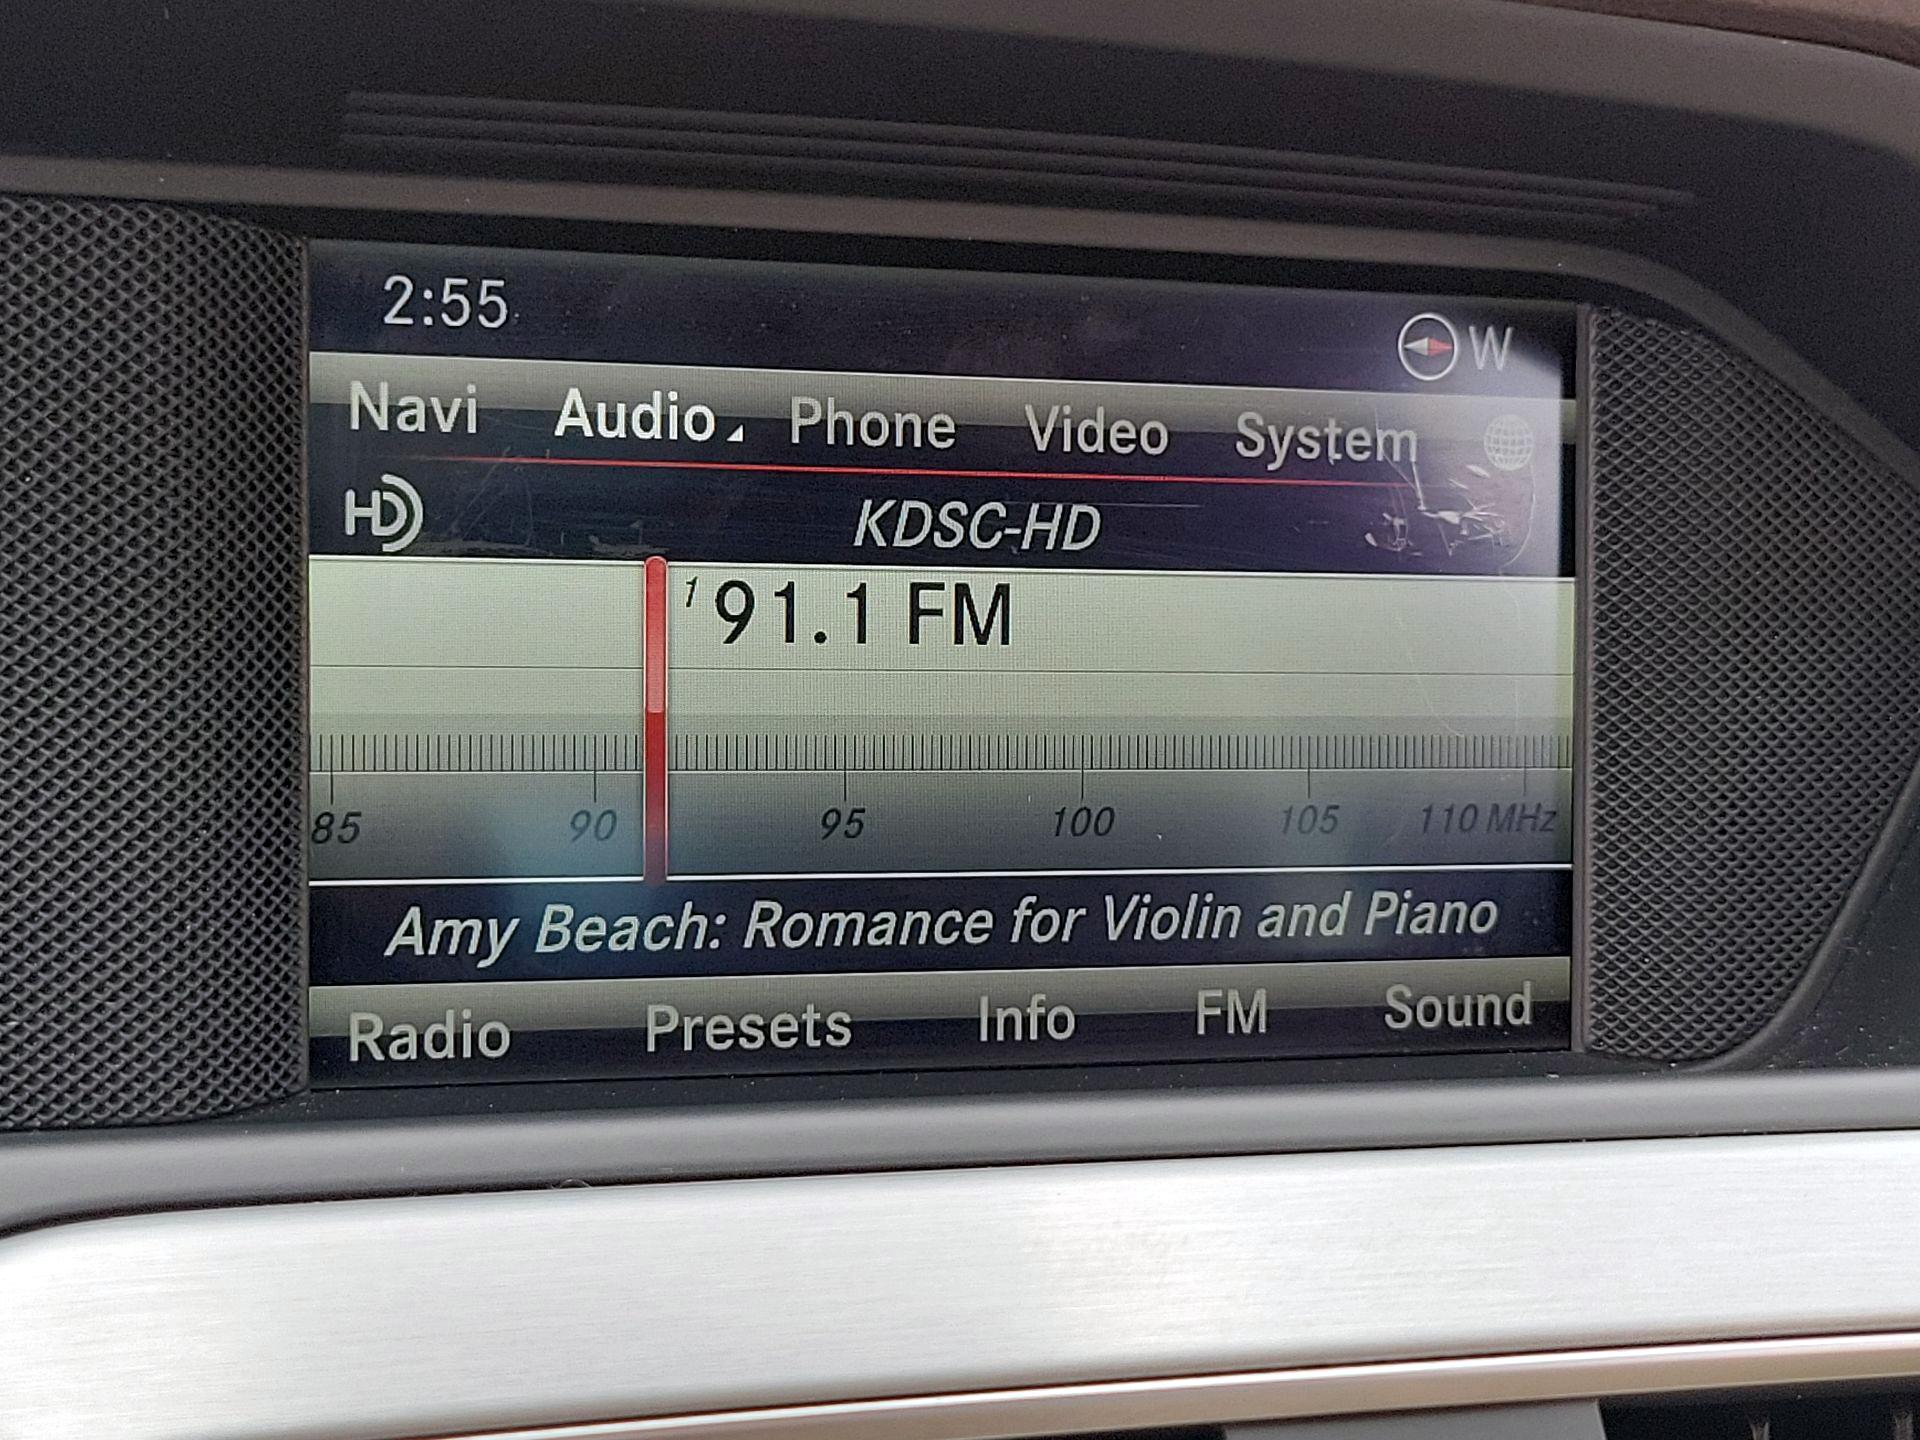 2:55
W
Navi Audio Phone Video System
HD KDSC-HD
1 91.1 FM
85 90 95 100 105 110 MHz
Amy Beach: Romance for Violin and Piano
Radio Presets Info FM Sound